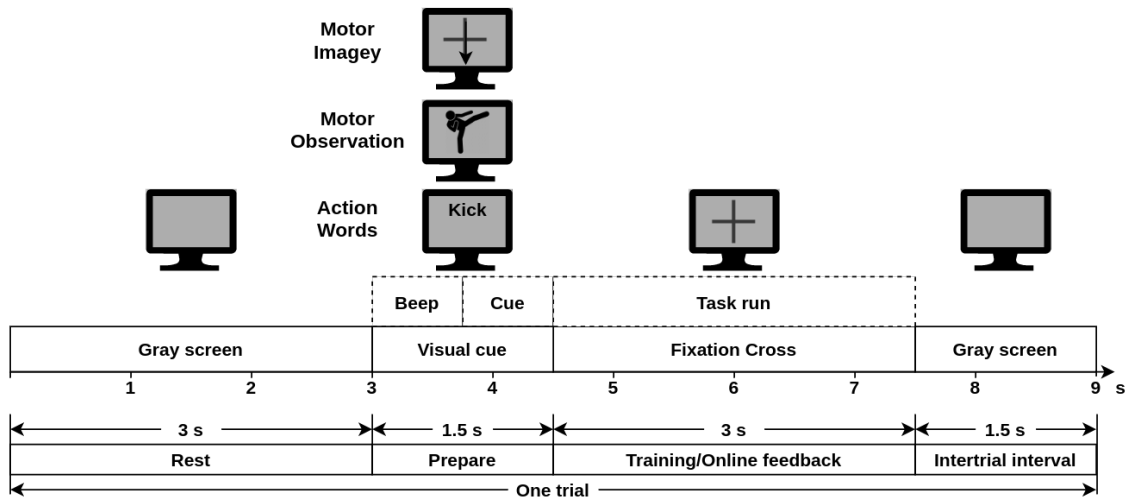 Motor
Imagey
Motor
Observation
Action
Words
Kick
Beep
Cue
Task run
Gray screen
Visual cue
Fixation Cross
Gray screen
1
2
3
4
5
6
7
8
9
s
3 s
1.5 s
3 s
1.5 s
Rest
Prepare
Training/Online feedback
Intertrial interval
One trial